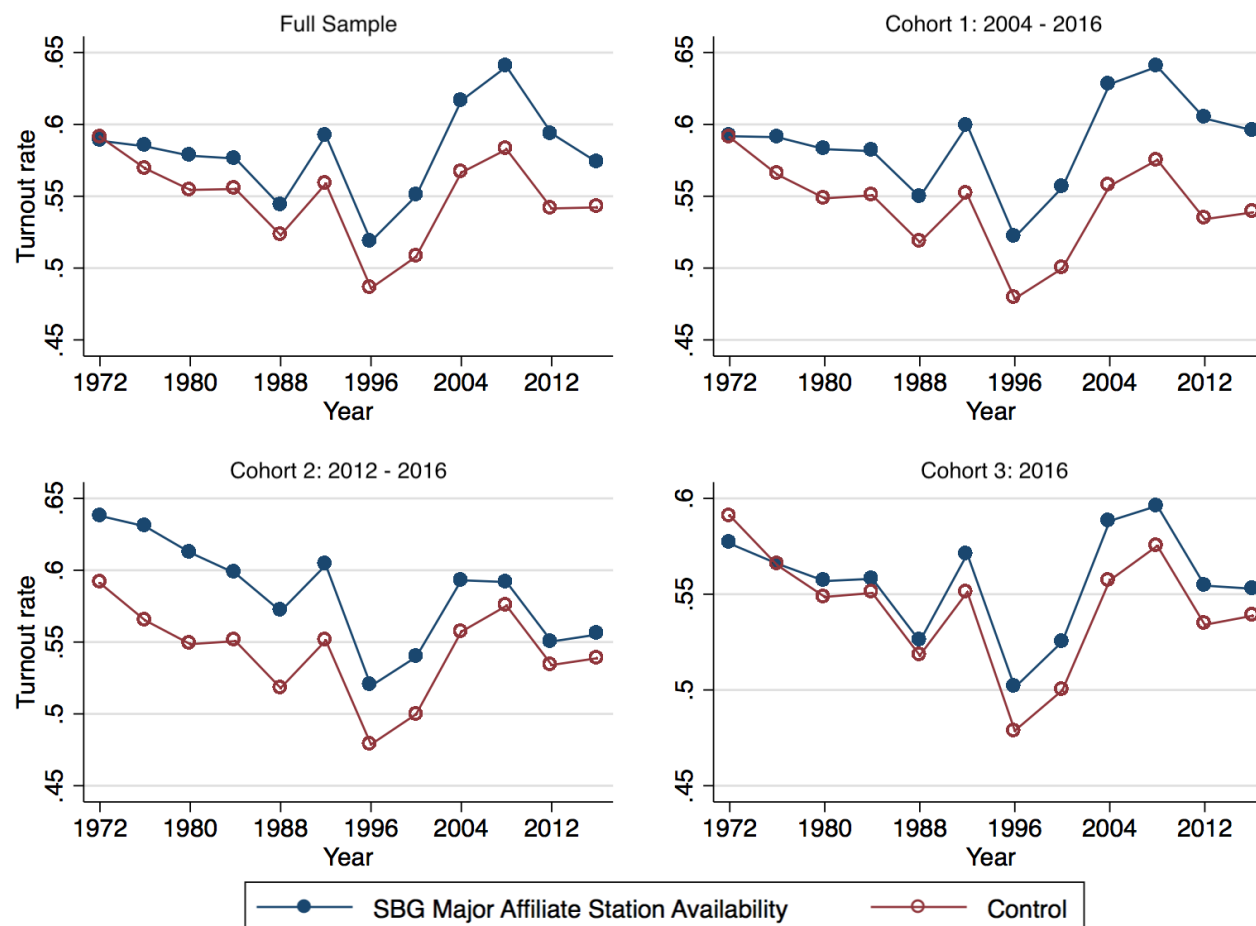 Full Sample
Turnout rate
.65
.6
.55
.5
.45
1972 1980 1988 1996 2004 2012
Year
Cohort 1: 2004 - 2016
.65
.6
.55
.5
.45
1972 1980 1988 1996 2004 2012
Year
Cohort 2: 2012 - 2016
Turnout rate
.65
.6
.55
.5
.45
1972 1980 1988 1996 2004 2012
Year
Cohort 3: 2016
.6
.55
.5
.45
1972 1980 1988 1996 2004 2012
Year
SBG Major Affiliate Station Availability
Control